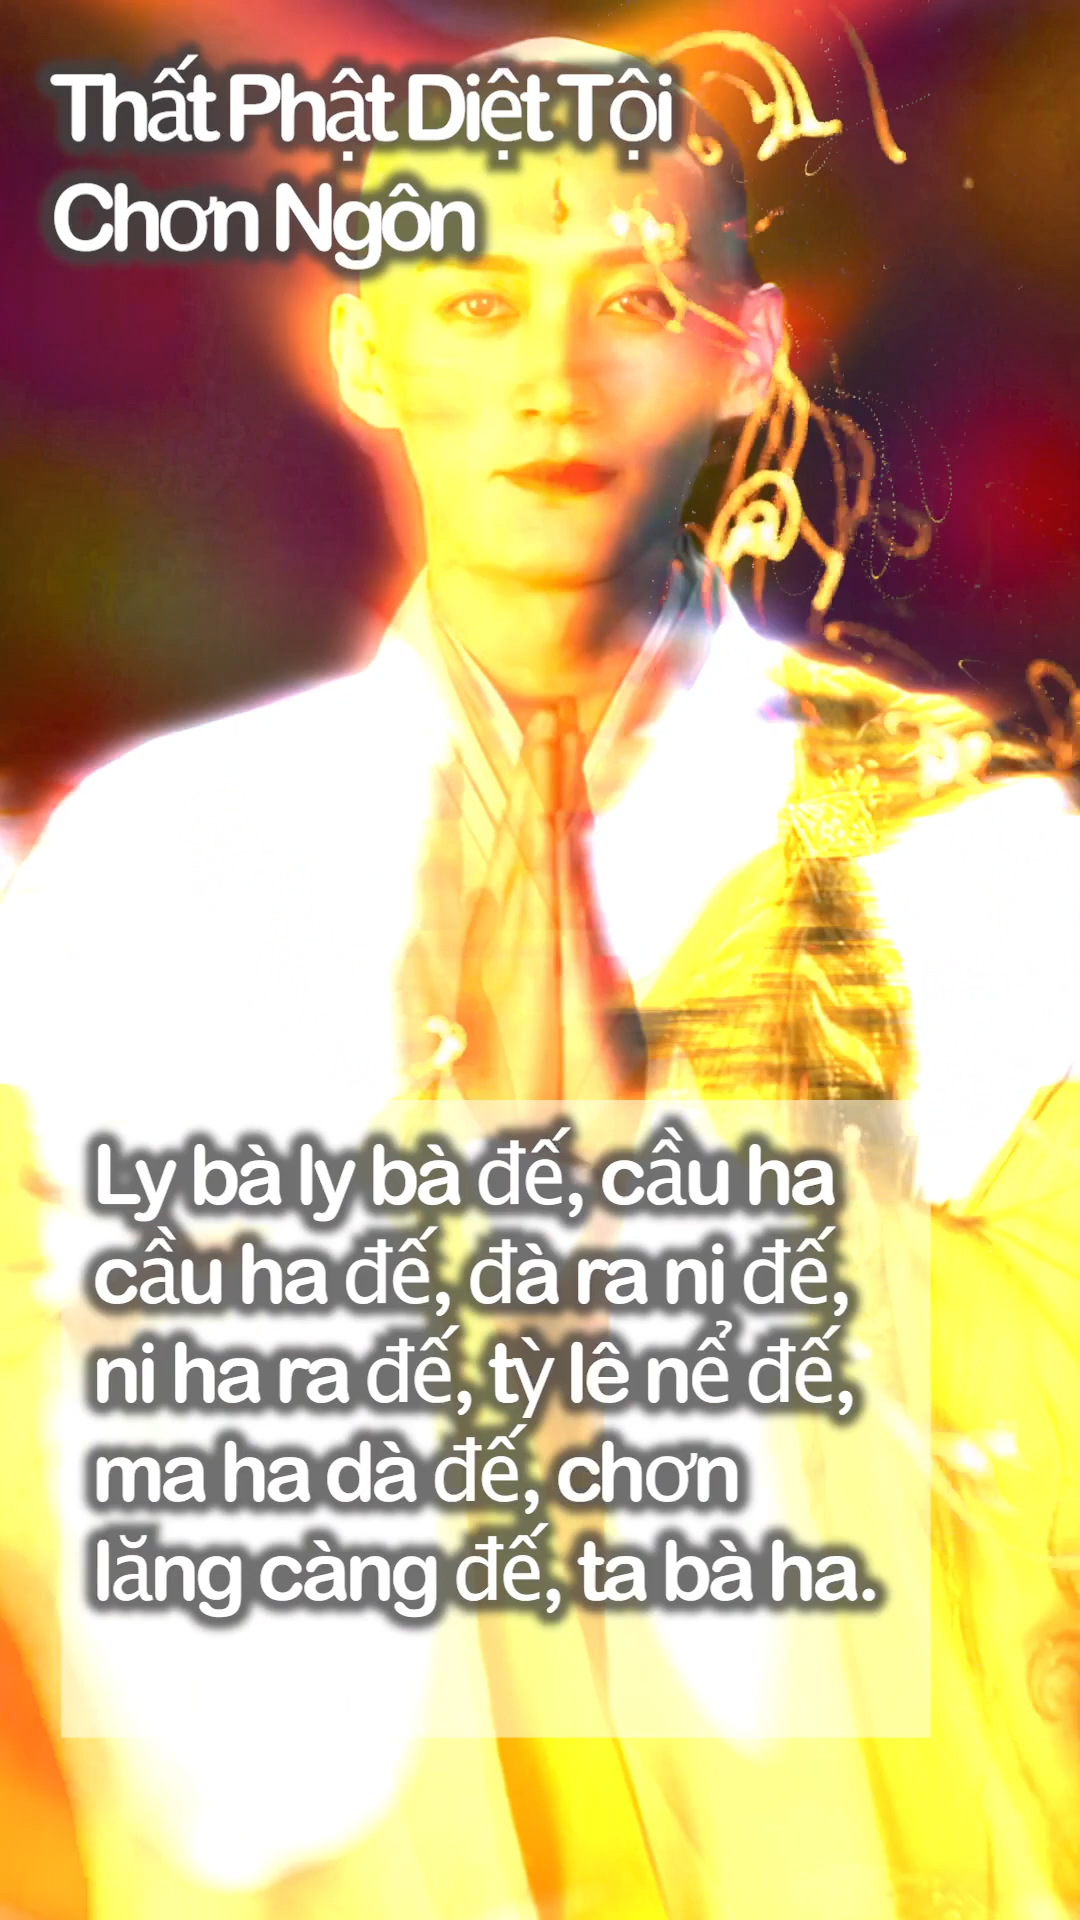 Thất Phật Diệt Tội
Chơn Ngôn
Ly bà ly bà đế, cầu ha
cầu ha đế, đà ra ni đế,
ni ha ra đế, tỳ lê nể đế,
ma ha dà đế, chơn
lăng càng đế, ta bà ha.